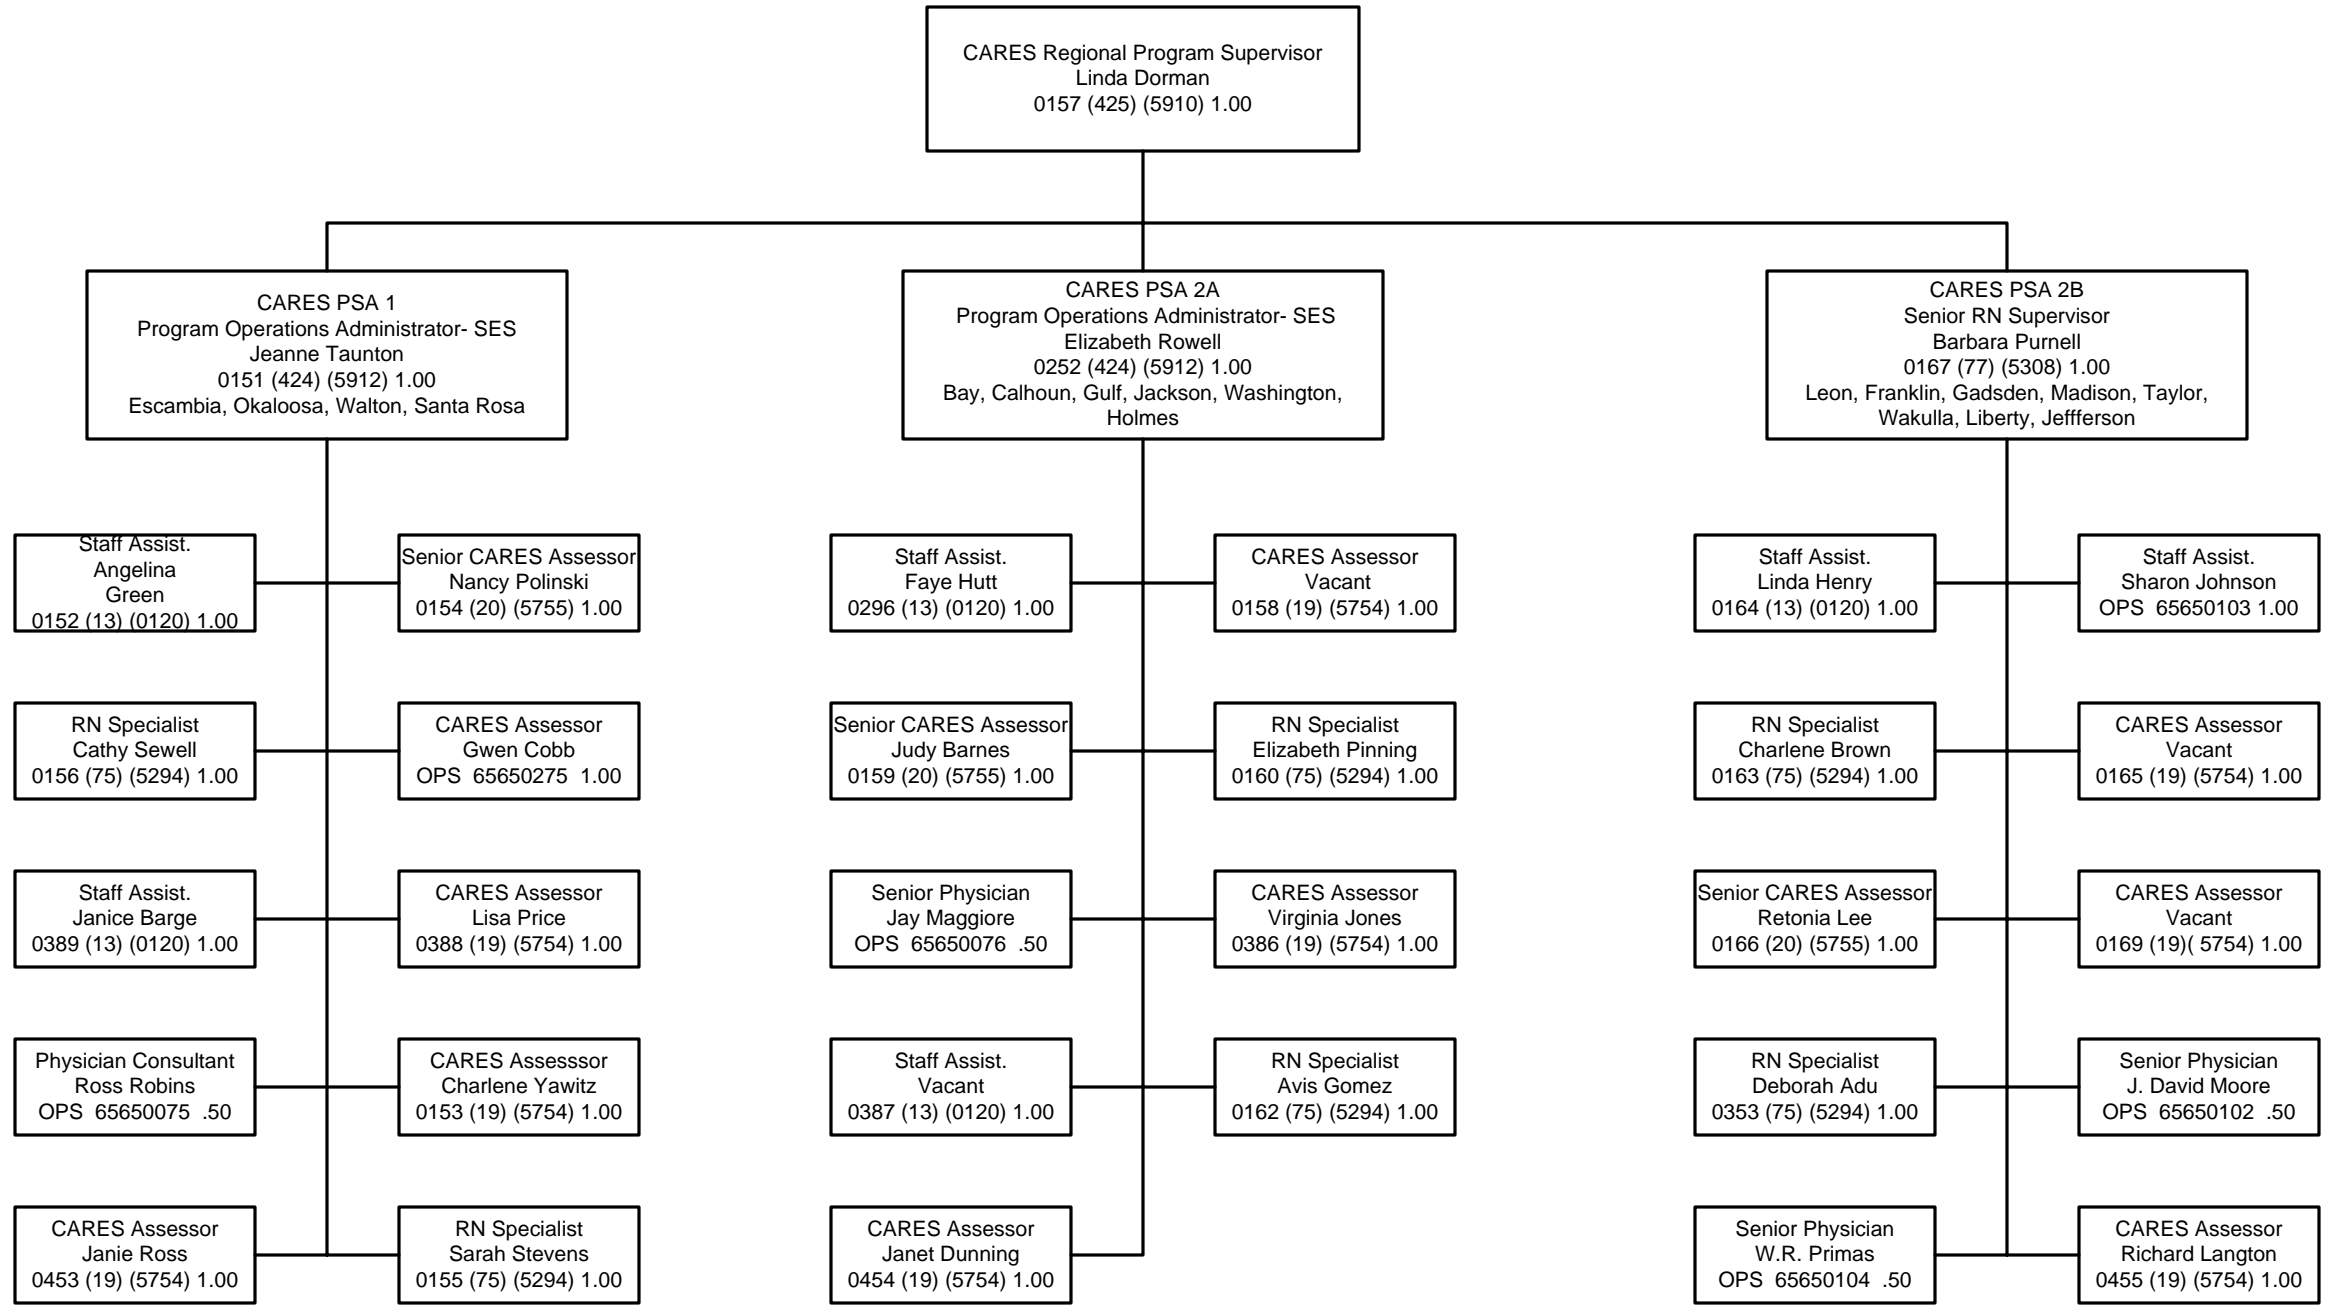 CARES Regional Program Supervisor
Linda Dorman
0157 (425) (5910) 1.00
CARES PSA 1
Program Operations Administrator- SES
Jeanne Taunton
0151 (424) (5912) 1.00
Escambia, Okaloosa, Walton, Santa Rosa
CARES PSA 2A
Program Operations Administrator- SES
Elizabeth Rowell
0252 (424) (5912) 1.00
Bay, Calhoun, Gulf, Jackson, Washington,
Holmes
CARES PSA 2B
Senior RN Supervisor
Barbara Purnell
0167 (77) (5308) 1.00
Leon, Franklin, Gadsden, Madison, Taylor,
Wakulla, Liberty, Jeffferson
Staff Assist.
Angelina
Green
0152 (13) (0120) 1.00
Senior CARES Assessor
Nancy Polinski
0154 (20) (5755) 1.00
Staff Assist.
Faye Hutt
0296 (13) (0120) 1.00
CARES Assessor
Vacant
0158 (19) (5754) 1.00
Staff Assist.
Linda Henry
0164 (13) (0120) 1.00
Staff Assist.
Sharon Johnson
OPS 65650103 1.00
RN Specialist
Cathy Sewell
0156 (75) (5294) 1.00
CARES Assessor
Gwen Cobb
OPS 65650275 1.00
Senior CARES Assessor
Judy Barnes
0159 (20) (5755) 1.00
RN Specialist
Elizabeth Pinning
0160 (75) (5294) 1.00
RN Specialist
Charlene Brown
0163 (75) (5294) 1.00
CARES Assessor
Vacant
0165 (19) (5754) 1.00
Staff Assist.
Janice Barge
0389 (13) (0120) 1.00
CARES Assessor
Lisa Price
0388 (19) (5754) 1.00
Senior Physician
Jay Maggiore
OPS 65650076 .50
CARES Assessor
Virginia Jones
0386 (19) (5754) 1.00
Senior CARES Assessor
Retonia Lee
0166 (20) (5755) 1.00
CARES Assessor
Vacant
0169 (19)( 5754) 1.00
Physician Consultant
Ross Robins
OPS 65650075 .50
CARES Assesssor
Charlene Yawitz
0153 (19) (5754) 1.00
Staff Assist.
Vacant
0387 (13) (0120) 1.00
RN Specialist
Avis Gomez
0162 (75) (5294) 1.00
RN Specialist
Deborah Adu
0353 (75) (5294) 1.00
Senior Physician
J. David Moore
OPS 65650102 .50
CARES Assessor
Janie Ross
0453 (19) (5754) 1.00
RN Specialist
Sarah Stevens
0155 (75) (5294) 1.00
CARES Assessor
Janet Dunning
0454 (19) (5754) 1.00
Senior Physician
W.R. Primas
OPS 65650104 .50
CARES Assessor
Richard Langton
0455 (19) (5754) 1.00